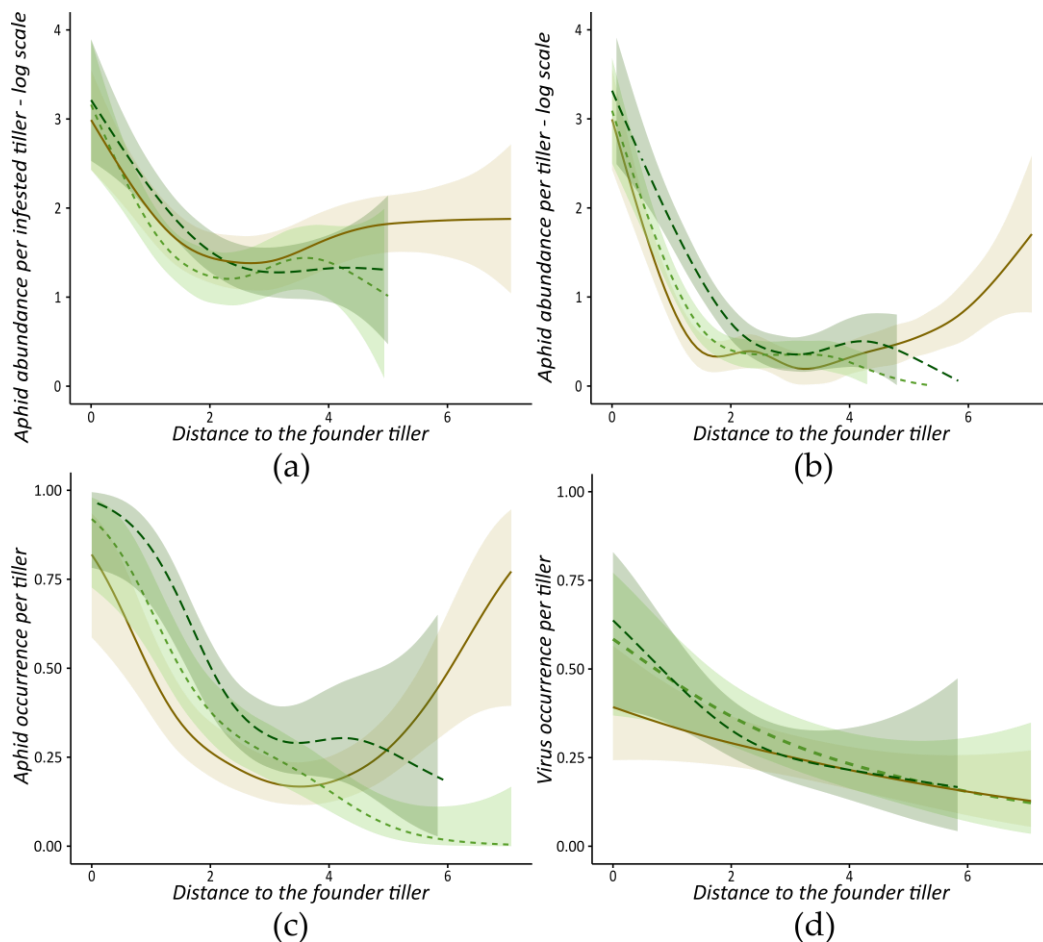 Aphid abundance per infested tiller - log scale
4
3
2
1
0
0 2 4 6
Distance to the founder tiller
(a)
Aphid abundance per tiller - log scale
4
3
2
1
0
0 2 4 6
Distance to the founder tiller
(b)
Aphid occurrence per tiller
1.00
0.75
0.50
0.25
0.00
0 2 4 6
Distance to the founder tiller
(c)
Virus occurrence per tiller
1.00
0.75
0.50
0.25
0.00
0 2 4 6
Distance to the founder tiller
(d)